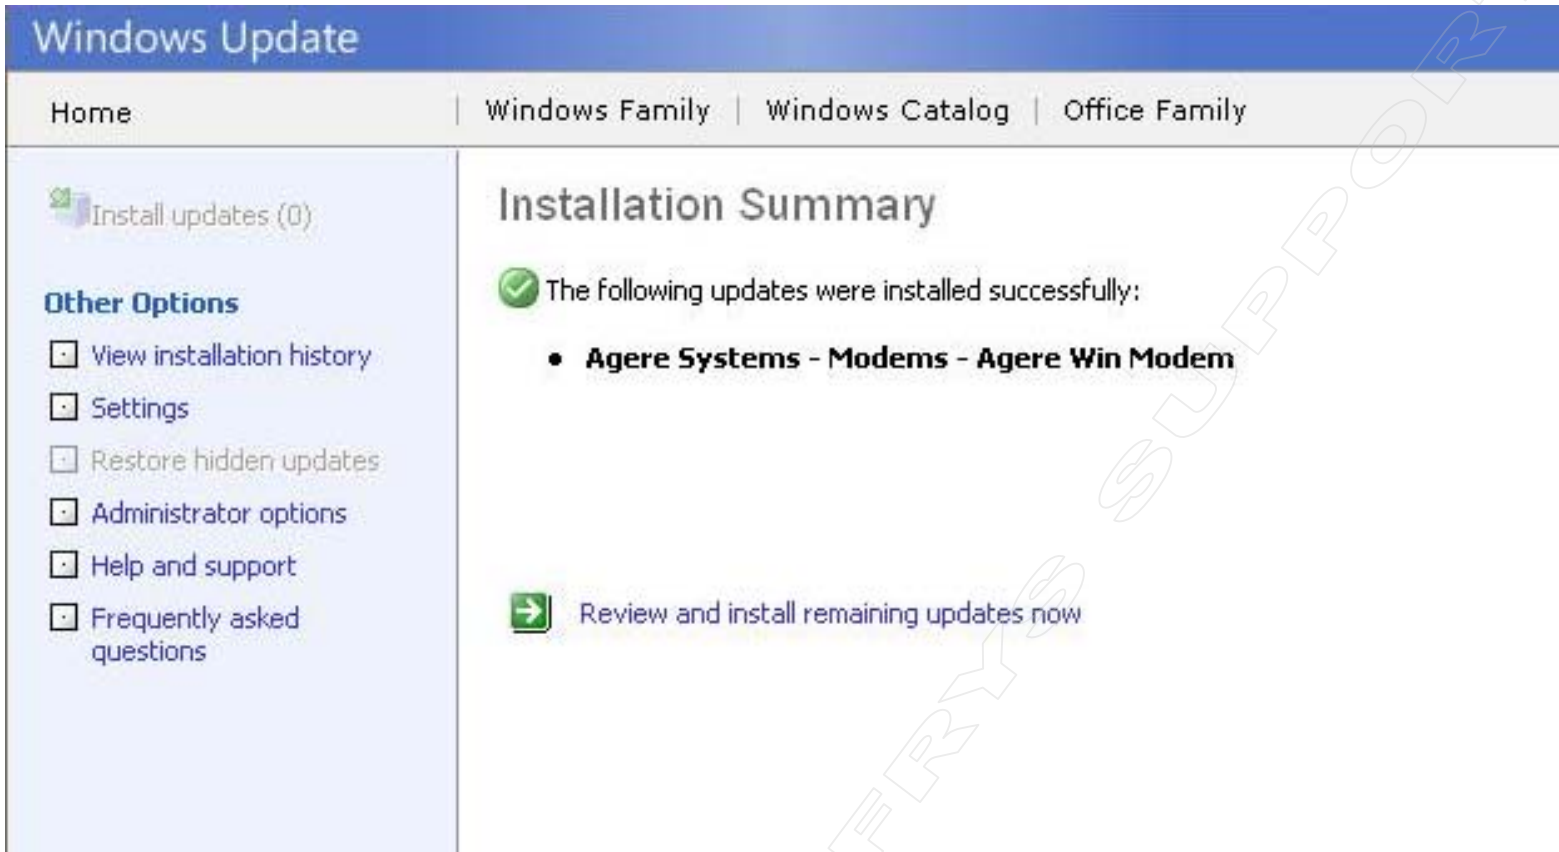 Windows Update
Home
Windows Family | Windows Catalog | Office Family
Install updates (0)
Other Options
View installation history
Settings
Restore hidden updates
Administrator options
Help and support
Frequently asked
questions
Installation Summary
The following updates were installed successfully:
• Agere Systems - Modems - Agere Win Modem
Review and install remaining updates now
FRYS SUPPORT